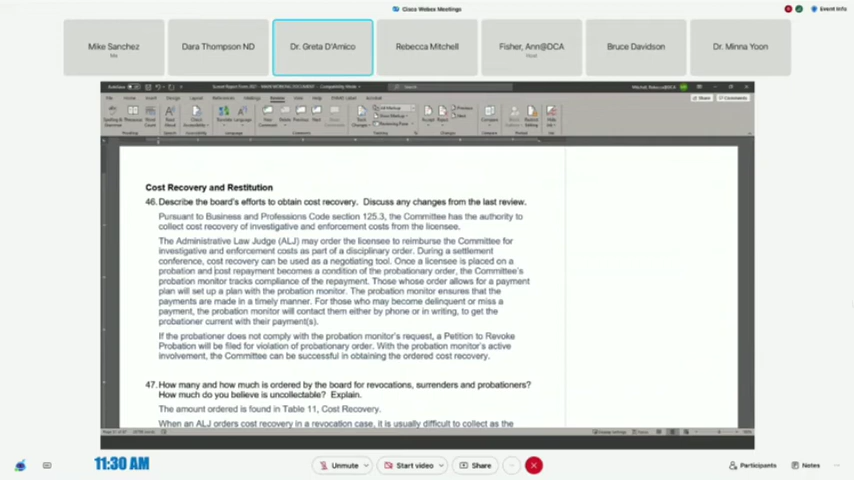 Cisco Webex Meetings
Event Info
Mike Sanchez
Me
Dara Thompson ND
Dr. Greta D'Amico
Rebecca Mitchell
Fisher, Ann@DCA
Host
Bruce Davidson
Dr. Minna Yoon
Cost Recovery and Restitution
46. Describe the board's efforts to obtain cost recovery. Discuss any changes from the last review.
Pursuant to Business and Professions Code section 125.3, the Committee has the authority to
collect cost recovery of investigative and enforcement costs from the licensee.
The Administrative Law Judge (ALJ) may order the licensee to reimburse the Committee for
investigative and enforcement costs as part of a disciplinary order. During a settlement
conference, cost recovery can be used as a negotiating tool. Once a licensee is placed on a
probation and cost repayment becomes a condition of the probationary order, the Committee's
probation monitor tracks compliance of the repayment. Those whose order allows for a payment
plan will set up a plan with the probation monitor. The probation monitor ensures that the
payments are made in a timely manner. For those who may become delinquent or miss a
payment, the probation monitor will contact them either by phone or in writing, to get the
probationer current with their payment(s).
If the probationer does not comply with the probation monitor's request, a Petition to Revoke
Probation will be filed for violation of probationary order. With the probation monitor's active
involvement, the Committee can be successful in obtaining the ordered cost recovery.
47. How many and how much is ordered by the board for revocations, surrenders and probationers?
How much do you believe is uncollectable? Explain.
The amount ordered is found in Table 11, Cost Recovery.
When an ALJ orders cost recovery in a revocation case, it is usually difficult to collect as the
11:30 AM
Unmute
Start video
Share
Participants
Notes